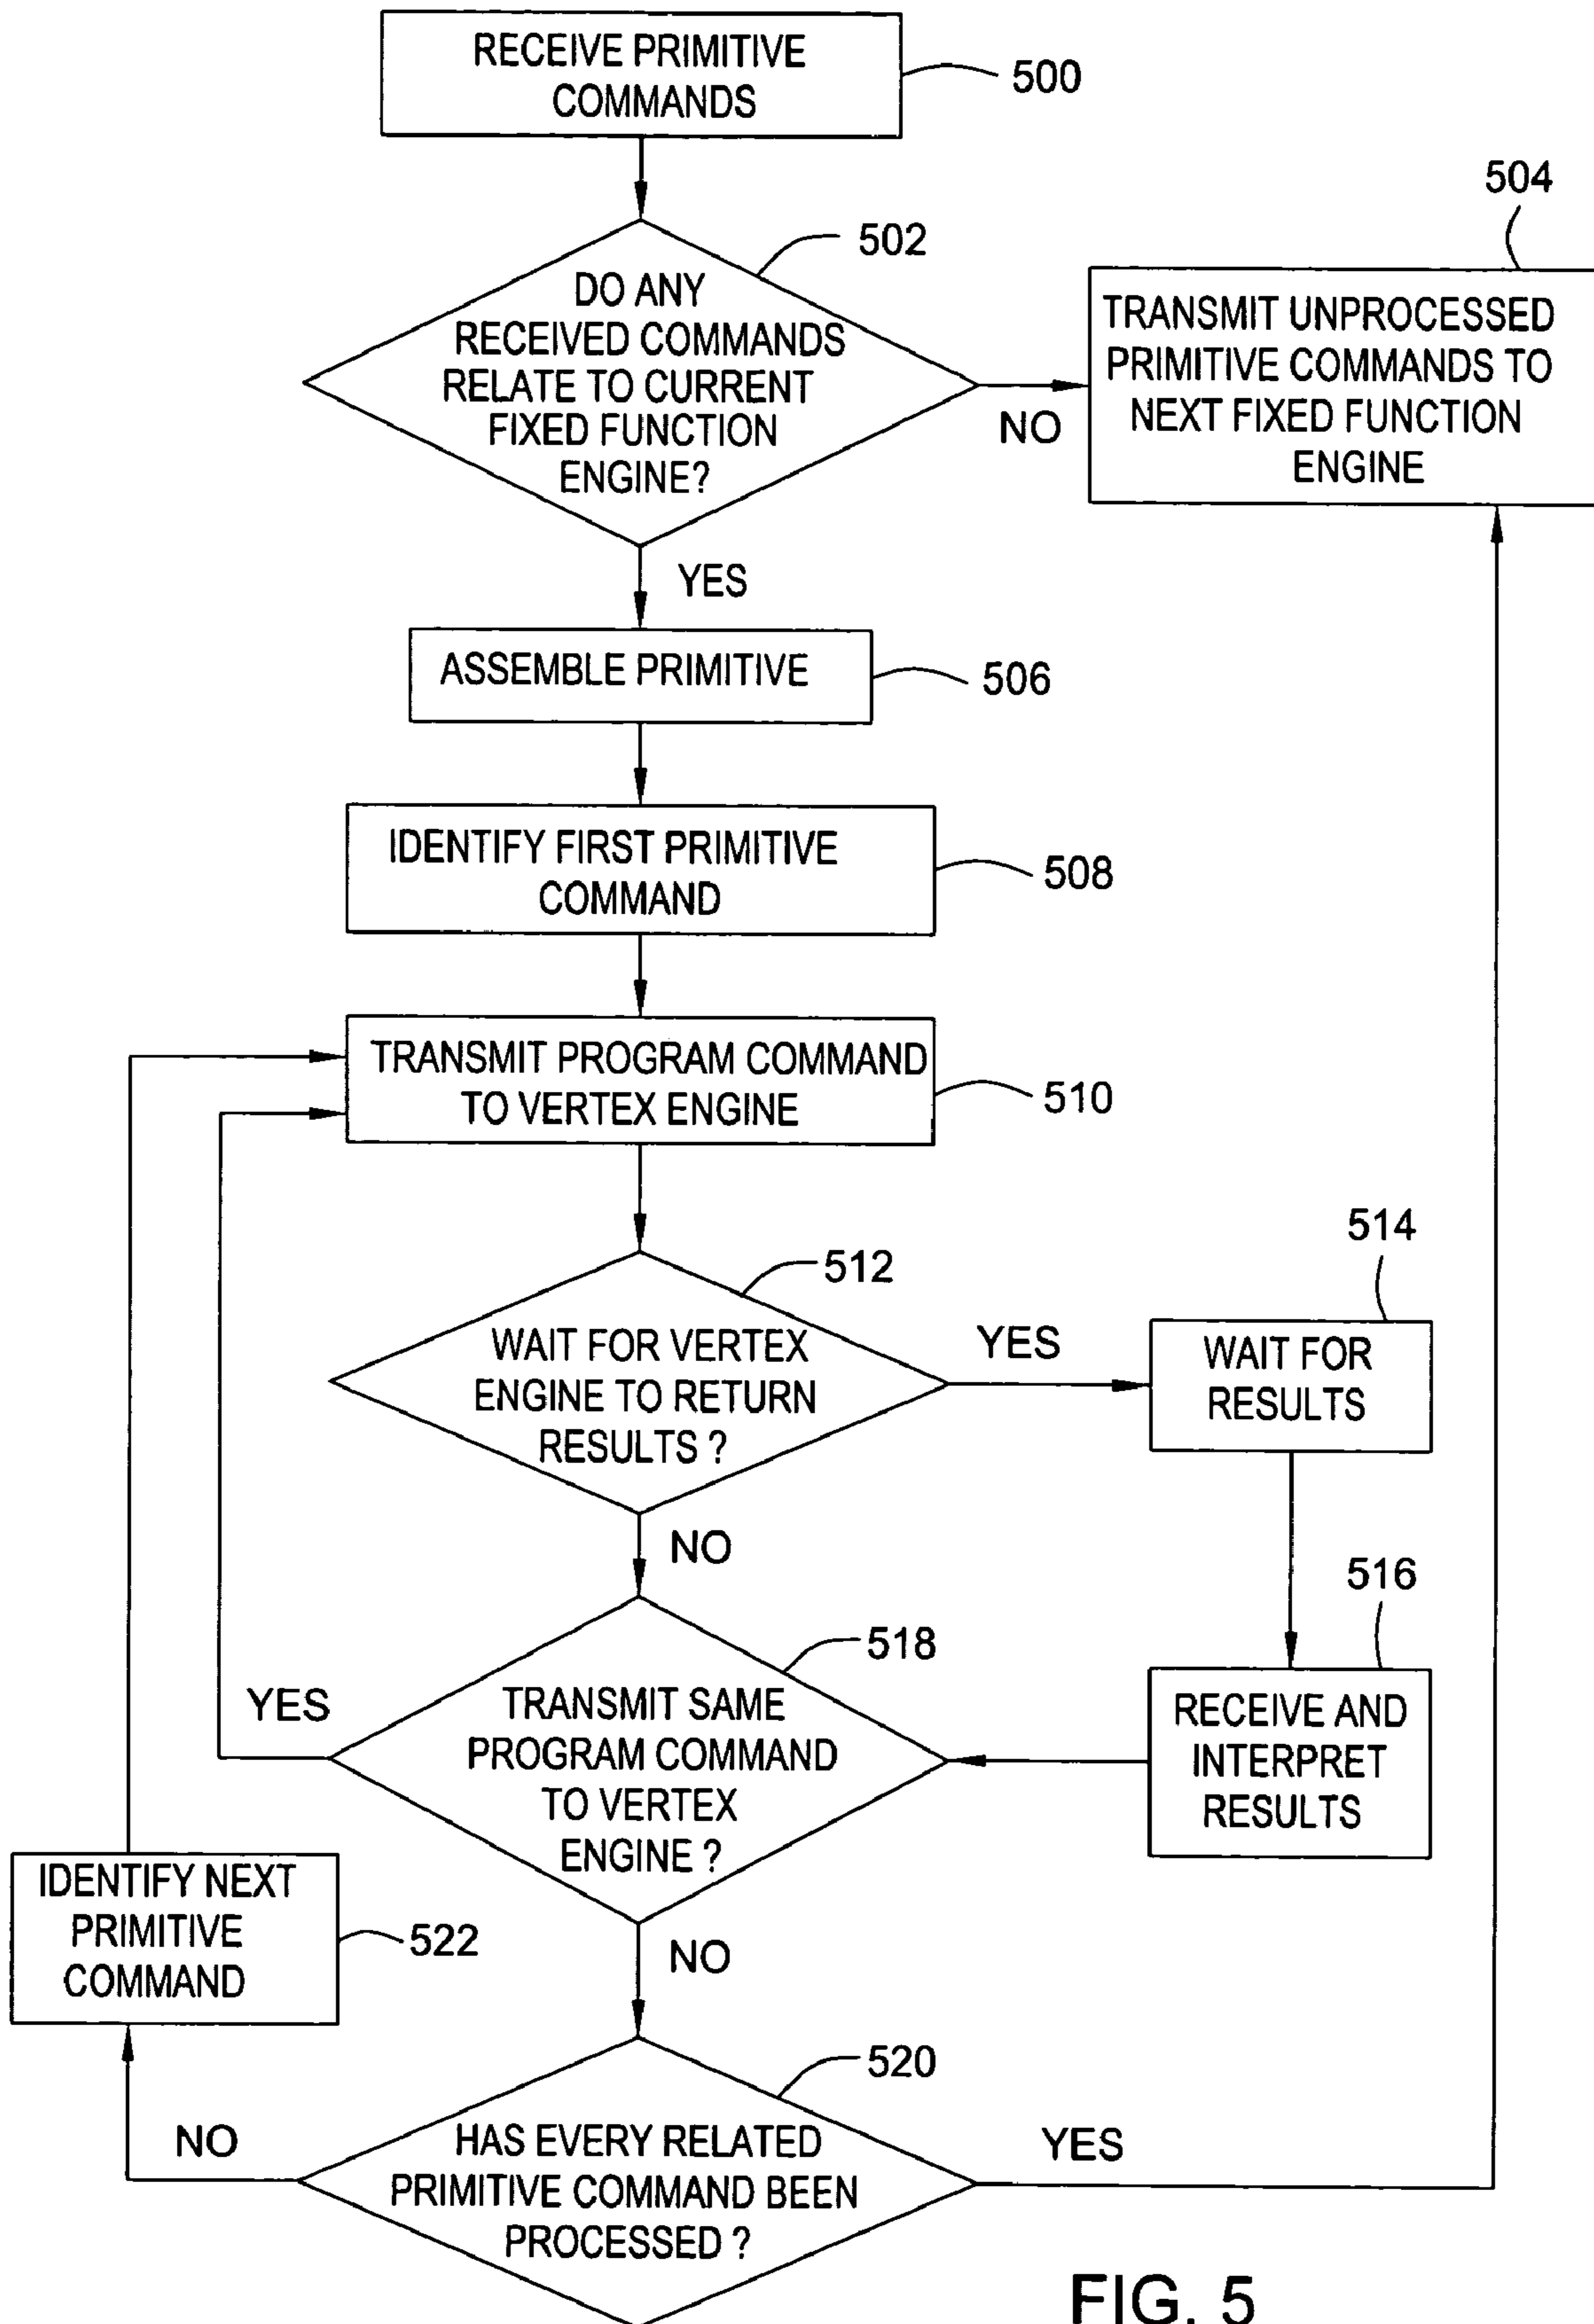 RECEIVE PRIMITIVE
COMMANDS
500
502
DO ANY
RECEIVED COMMANDS
RELATE TO CURRENT
FIXED FUNCTION
ENGINE?
NO
504
TRANSMIT UNPROCESSED
PRIMITIVE COMMANDS TO
NEXT FIXED FUNCTION
ENGINE
YES
ASSEMBLE PRIMITIVE
506
IDENTIFY FIRST PRIMITIVE
COMMAND
508
TRANSMIT PROGRAM COMMAND
TO VERTEX ENGINE
510
512
WAIT FOR VERTEX
ENGINE TO RETURN
RESULTS ?
YES
514
WAIT FOR
RESULTS
NO
516
RECEIVE AND
INTERPRET
RESULTS
518
TRANSMIT SAME
PROGRAM COMMAND
TO VERTEX
ENGINE ?
YES
NO
IDENTIFY NEXT
PRIMITIVE
COMMAND
522
520
HAS EVERY RELATED
PRIMITIVE COMMAND BEEN
PROCESSED ?
NO
YES
FIG. 5